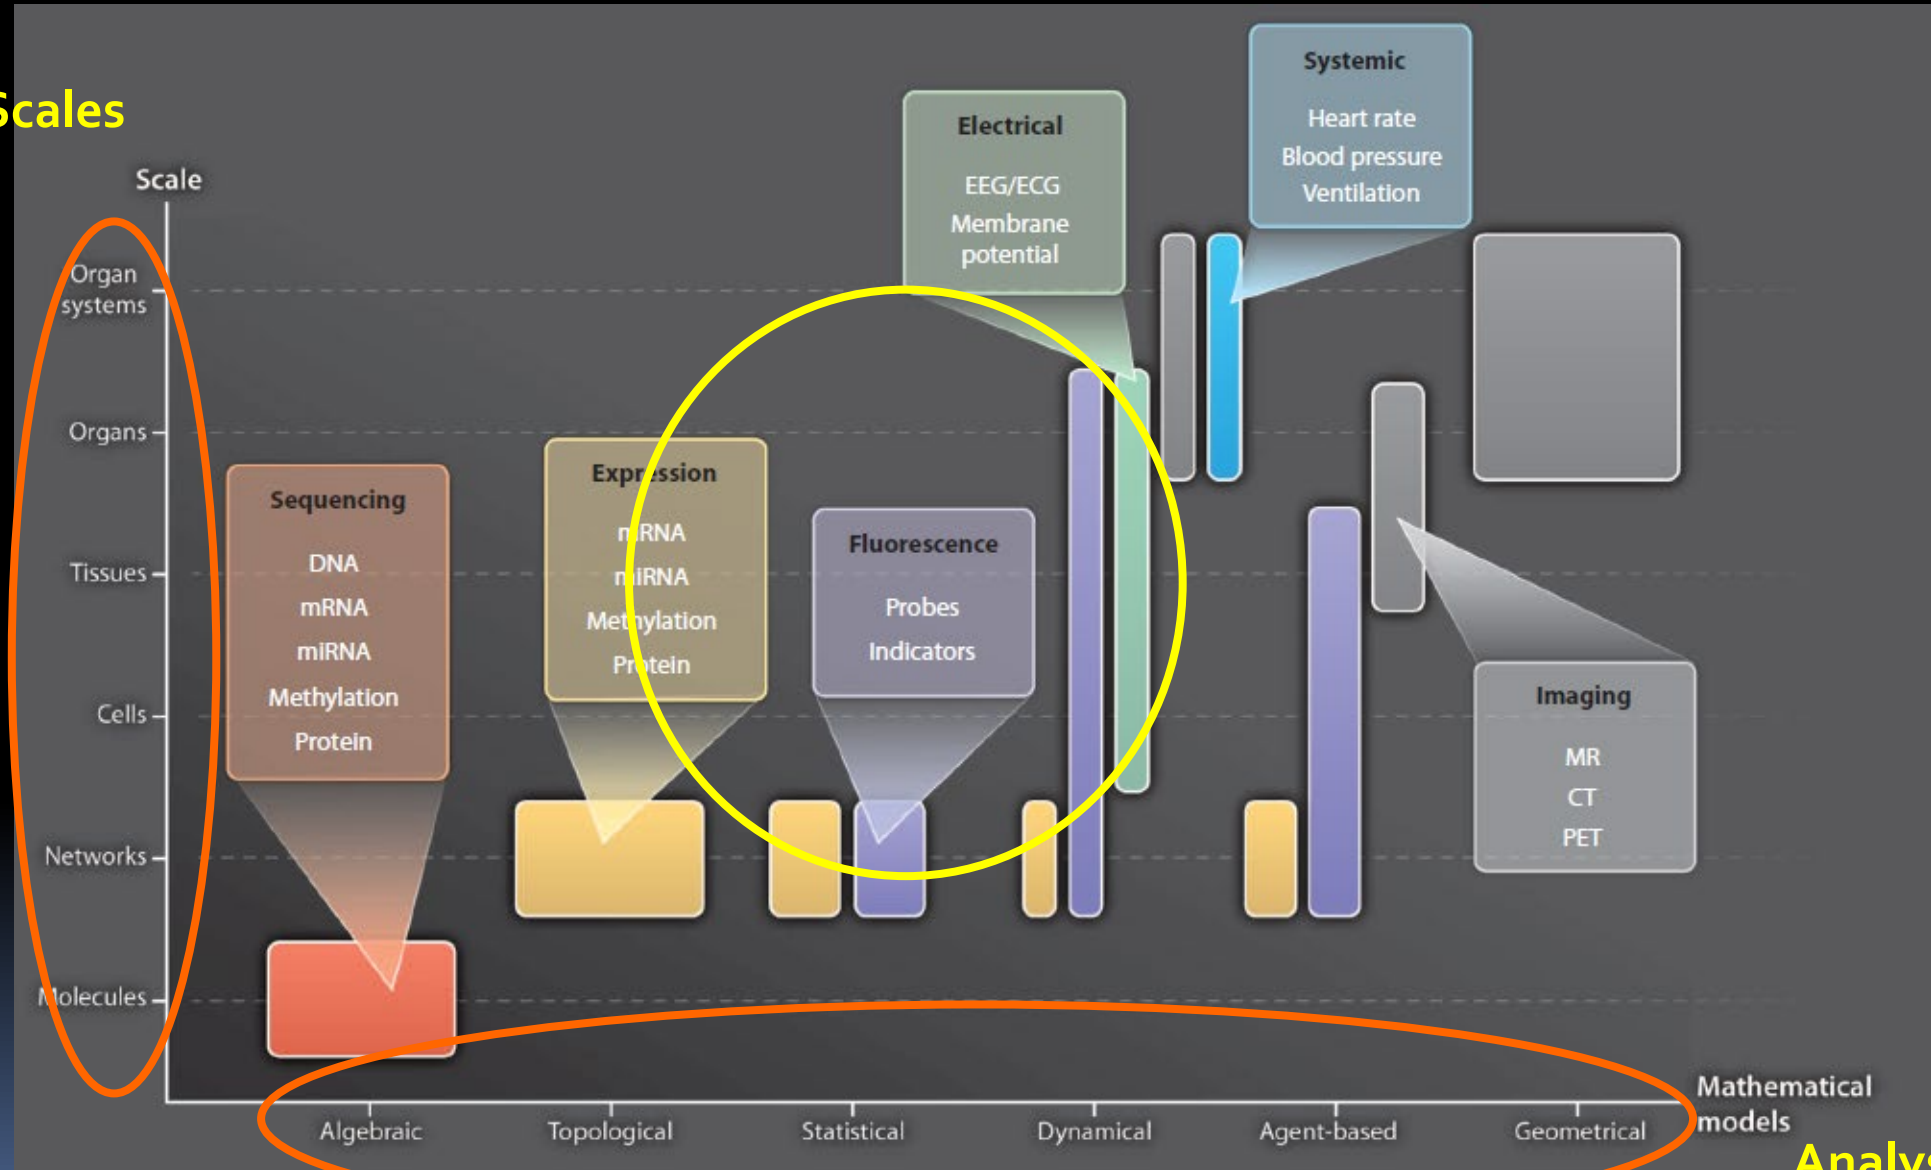 Scales
Scale
Organ
systems
Organs
Tissues
Cells
Networks
Molecules
Sequencing
DNA
mRNA
miRNA
Methylation
Protein
Expression
mRNA
miRNA
Methylation
Protein
Fluorescence
Probes
Indicators
Electrical
EEG/ECG
Membrane
potential
Systemic
Heart rate
Blood pressure
Ventilation
Imaging
MR
CT
PET
Algebraic
Topological
Statistical
Dynamical
Agent-based
Geometrical
Mathematical
models
Analys